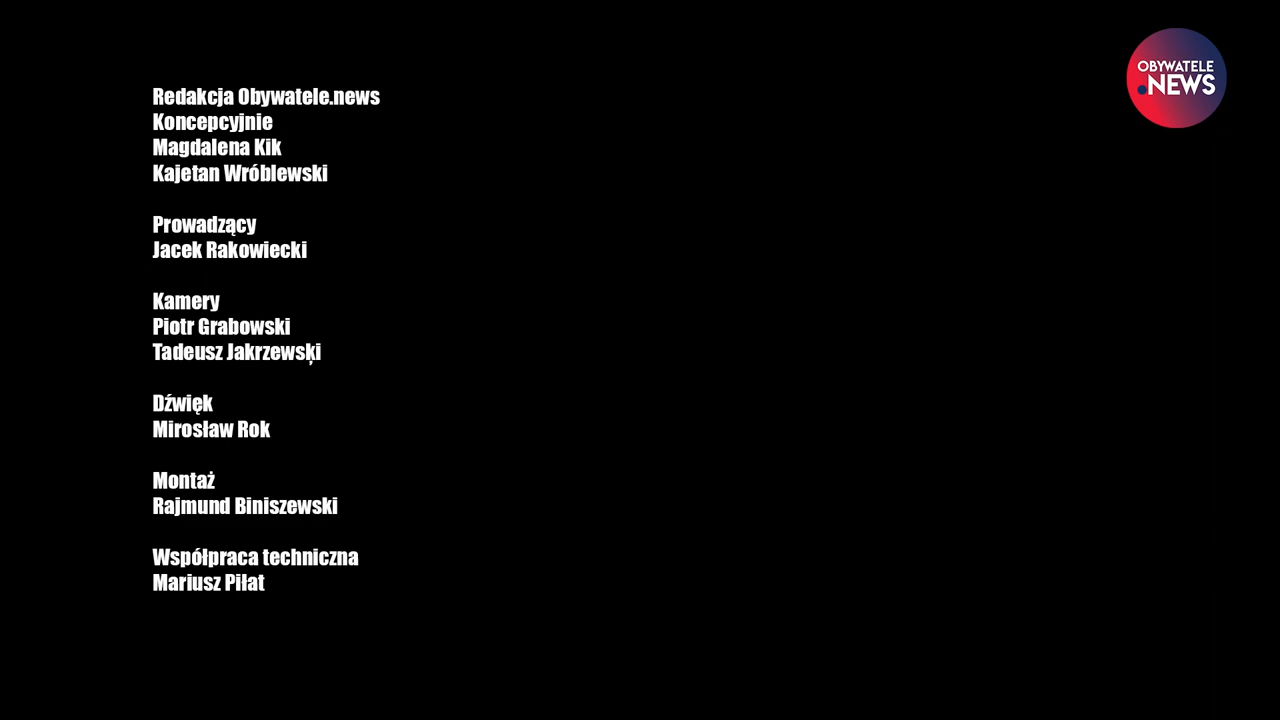 Redakcja Obywatele.news
Koncepcyjnie
Magdalena Kik
Kajetan Wróblewski
Prowadzący
Jacek Rakowiecki
Kamery
Piotr Grabowski
Tadeusz Jakrzewsķi
Dźwięk
Mirosław Rok
Montaż
Rajmund Biniszewski
Współpraca techniczna
Mariusz Piłat
OBYWATELE
.NEWS